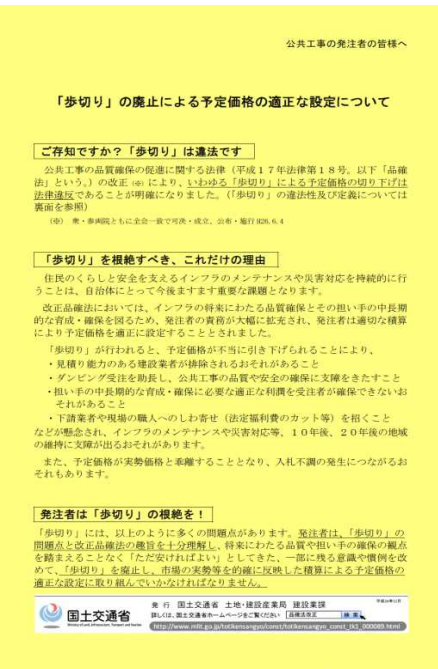 公共工事の発注者の皆様へ
「歩切り」の廃止による予定価格の適正な設定について
ご存知ですか？「歩切り」は違法です
公共工事の品質確保の促進に関する法律（平成１７年法律第１８号。以下「品確
法」という。）の改正（※）により、いわゆる「歩切り」による予定価格の切り下げは
法律違反であることが明確になりました。（「歩切り」の違法性及び定義については
裏面を参照）
（※）　衆・参両院ともに全会一致で可決・成立、公布・施行 H26.6.4
「歩切り」を根絶すべき、これだけの理由
住民のくらしと安全を支えるインフラのメンテナンスや災害対応を持続的に行
うことは、自治体にとって今後ますます重要な課題となります。
改正品確法においては、インフラの将来にわたる品質確保とその担い手の中長期
的な育成・確保を図るため、発注者の責務が大幅に拡充され、発注者は適切な積算
により予定価格を適正に設定することとされました。
「歩切り」が行われると、予定価格が不当に引き下げられることにより、
・見積り能力のある建設業者が排除されるおそれがあること
・ダンピング受注を助長し、公共工事の品質や安全の確保に支障をきたすこと
・担い手の中長期的な育成・確保に必要な適正な利潤を受注者が確保できないお
それがあること
・下請業者や現場の職人へのしわ寄せ（法定福利費のカット等）を招くこと
などが懸念され、インフラのメンテナンスや災害対応等、１０年後、２０年後の地域
の維持に支障が出るおそれがあります。
また、予定価格が実勢価格と乖離することとなり、入札不調の発生につながるお
それもあります。
発注者は「歩切り」の根絶を！
「歩切り」には、以上のように多くの問題点があります。発注者は、「歩切り」の
問題点と改正品確法の趣旨を十分理解し、将来にわたる品質や担い手の確保の観点
を踏まえることなく「ただ安ければよい」としてきた、一部に残る意識や慣例を改
めて、「歩切り」を廃止し、市場の実勢等を的確に反映した積算による予定価格の
適正な設定に取り組んでいかなければなりません。
国土交通省
Ministry of Land, Infrastructure, Transport and Tourism
発 行　国土交通省　土地・建設産業局　建設業課
詳しくは、国土交通省ホームページをご覧ください　品確法改正　検 索
http://www.mlit.go.jp/totikensangyo/const/totikensangyo_const_tk1_000089.html